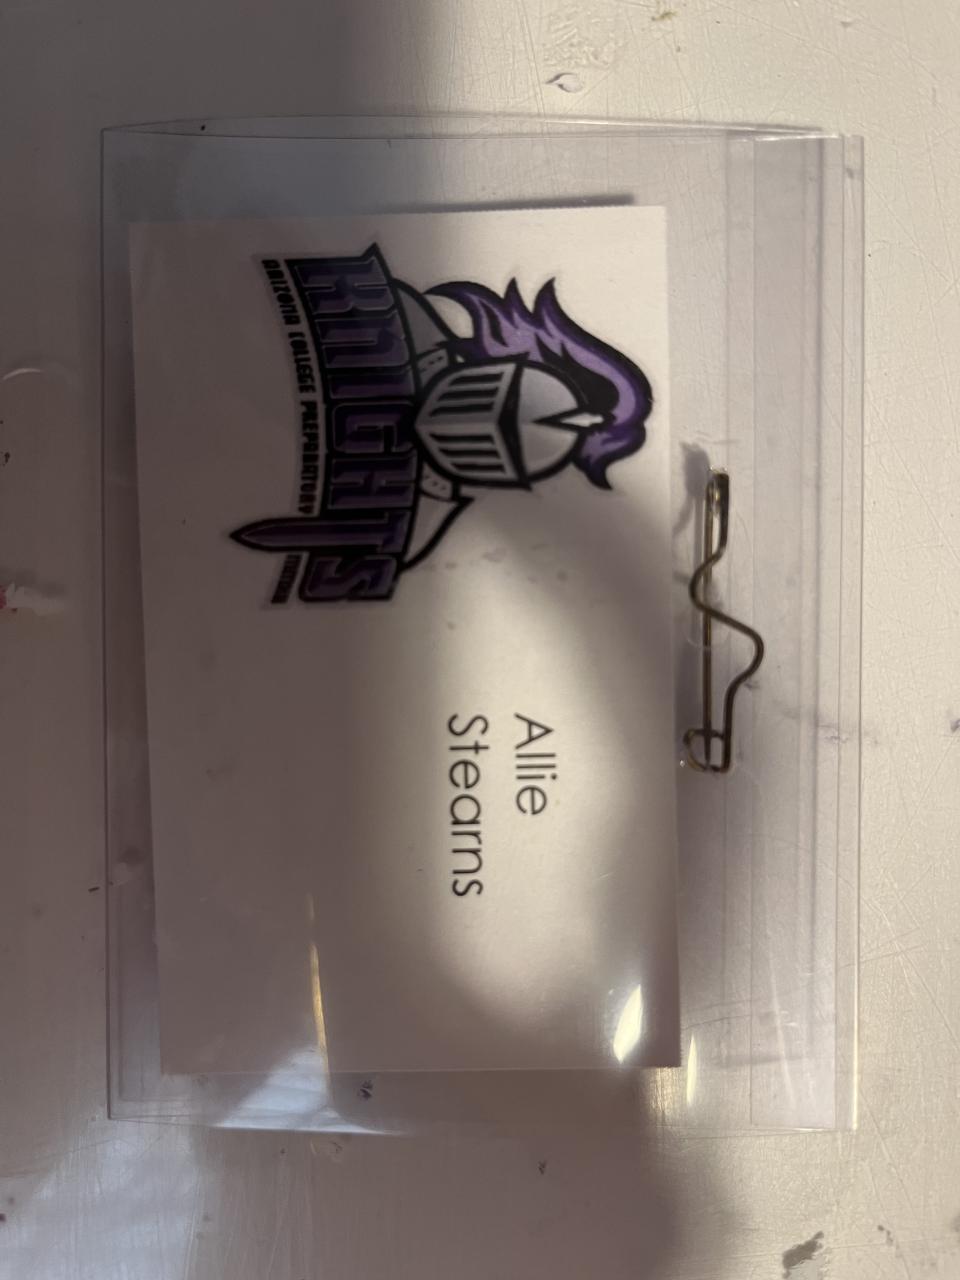 KNIGHTS
ARIZONA COLLEGE PREPARATORY
Allie
Stearns